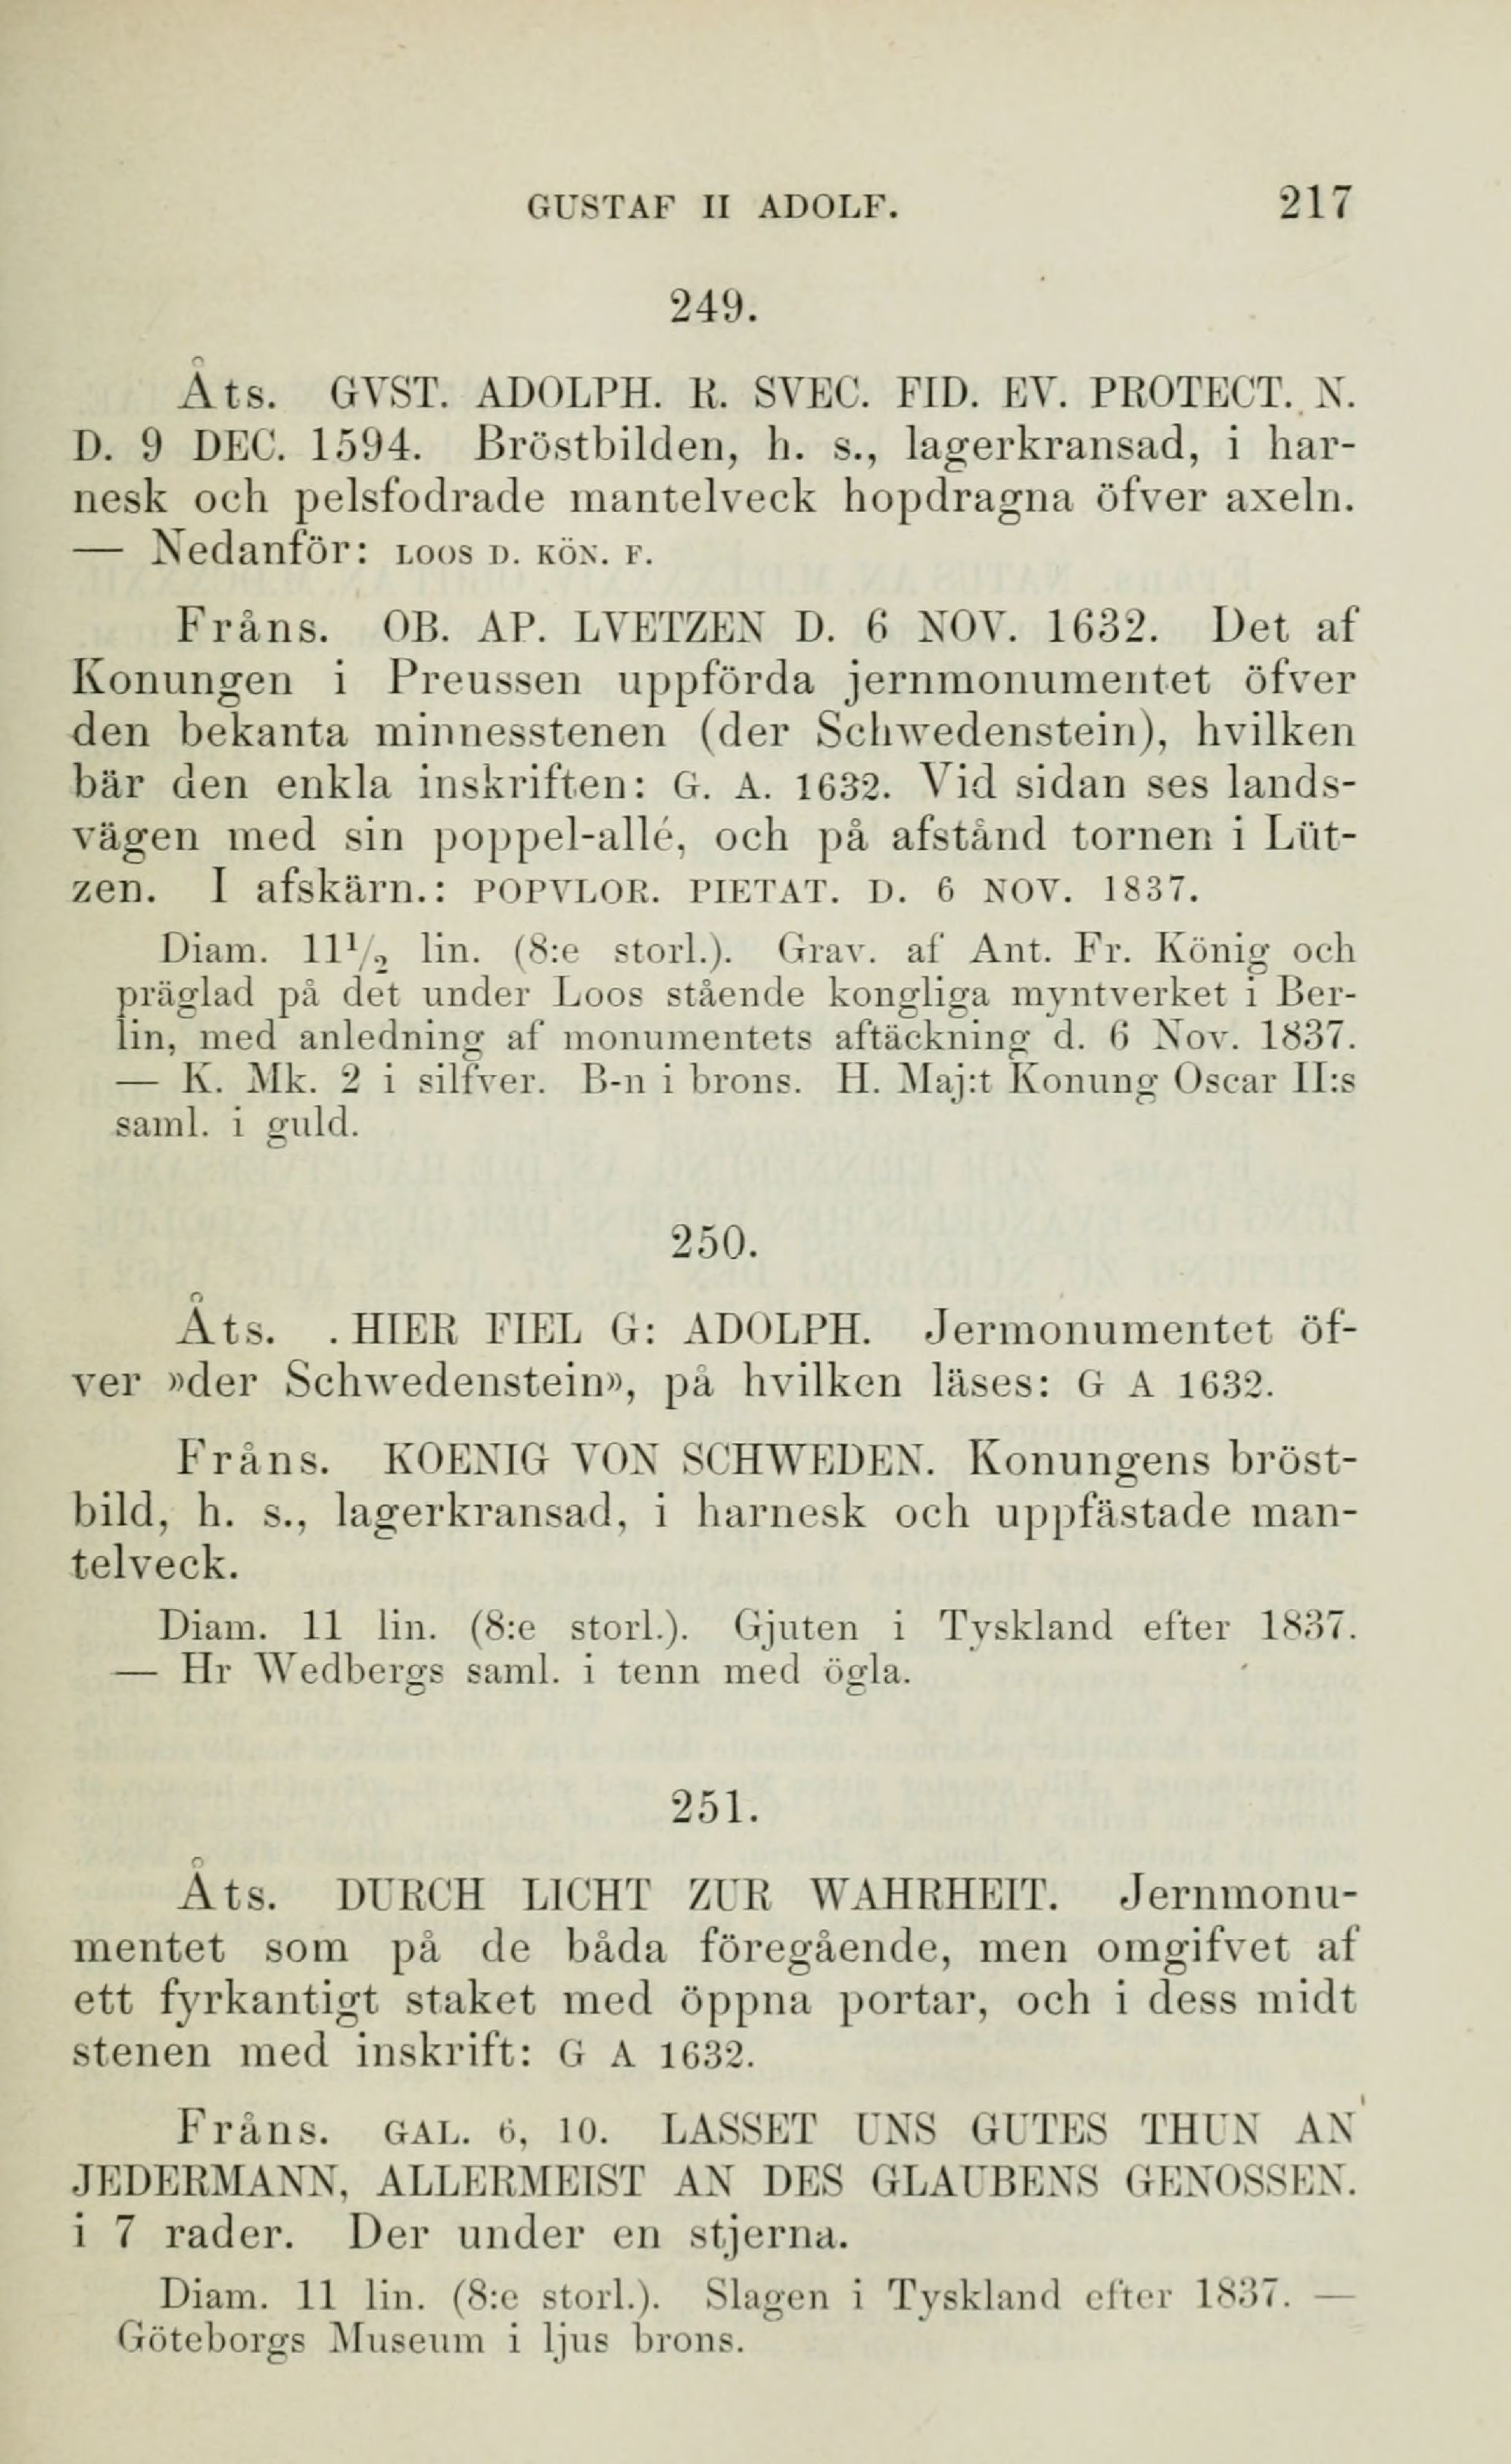 GUSTAF II ADOLF. 217
249.
Åts. GVST. ADOLPH. R. SVEC. FID. EV. PROTECT. N.
D. 9 DEC. 1594. Bröstbilden, h. s., lagerkransad, i har-
nesk och pelsfodrade mantelveck hopdragna öfver axeln.
— Nedanför: LOOS D. KÖN. F.
Fråns. OB. AP. LVETZEN D. 6 NOV. 1632. Det af
Konungen i Preussen uppförda jernmonumentet öfver
den bekanta minnesstenen (der Schwedenstein), hvilken
bär den enkla inskriften: G. A. 1632. Vid sidan ses lands-
vägen med sin poppel-allé, och på afstånd tornen i Lüt-
zen. I afskärn.: POPVLOR. PIETAT. D. 6 NOV. 1837.
Diam. 11¹/₂ lin. (8:e storl.). Grav. af Ant. Fr. König och
präglad på det under Loos stående kongliga myntverket i Ber-
lin, med anledning af monumentets aftäckning d. 6 Nov. 1837.
— K. Mk. 2 i silfver. B-n i brons. H. Maj:t Konung Oscar II:s
saml. i guld.
250.
Åts. . HIER FIEL G: ADOLPH. Jermonumentet öf-
ver »der Schwedenstein», på hvilken läses: G A 1632.
Fråns. KOENIG VON SCHWEDEN. Konungens bröst-
bild, h. s., lagerkransad, i harnesk och uppfästade man-
telveck.
Diam. 11 lin. (8:e storl.). Gjuten i Tyskland efter 1837.
— Hr Wedbergs saml. i tenn med ögla.
251.
Åts. DURCH LICHT ZUR WAHRHEIT. Jernmonu-
mentet som på de båda föregående, men omgifvet af
ett fyrkantigt staket med öppna portar, och i dess midt
stenen med inskrift: G A 1632.
Fråns. GAL. 6, 10. LASSET UNS GUTES THUN AN
JEDERMANN, ALLERMEIST AN DES GLAUBENS GENOSSEN.
i 7 rader. Der under en stjerna.
Diam. 11 lin. (8:e storl.). Slagen i Tyskland efter 1837. —
Göteborgs Museum i ljus brons.